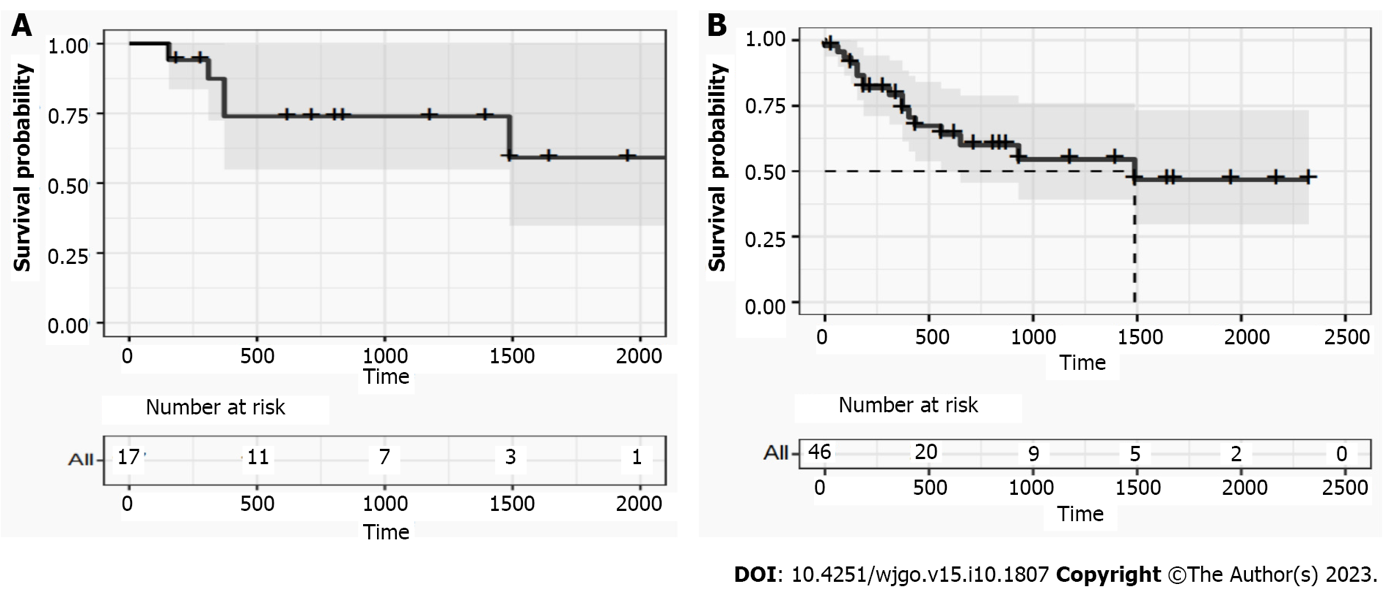 A
Survival probability
1.00
0.75
0.50
0.25
0.00
0 500 1000 1500 2000
Time
Number at risk
All 17 11 7 3 1
0 500 1000 1500 2000
Time
B
Survival probability
1.00
0.75
0.50
0.25
0.00
0 500 1000 1500 2000 2500
Time
Number at risk
All 46 20 9 5 2 0
0 500 1000 1500 2000 2500
Time
DOI: 10.4251/wjgo.v15.i10.1807 Copyright ©The Author(s) 2023.